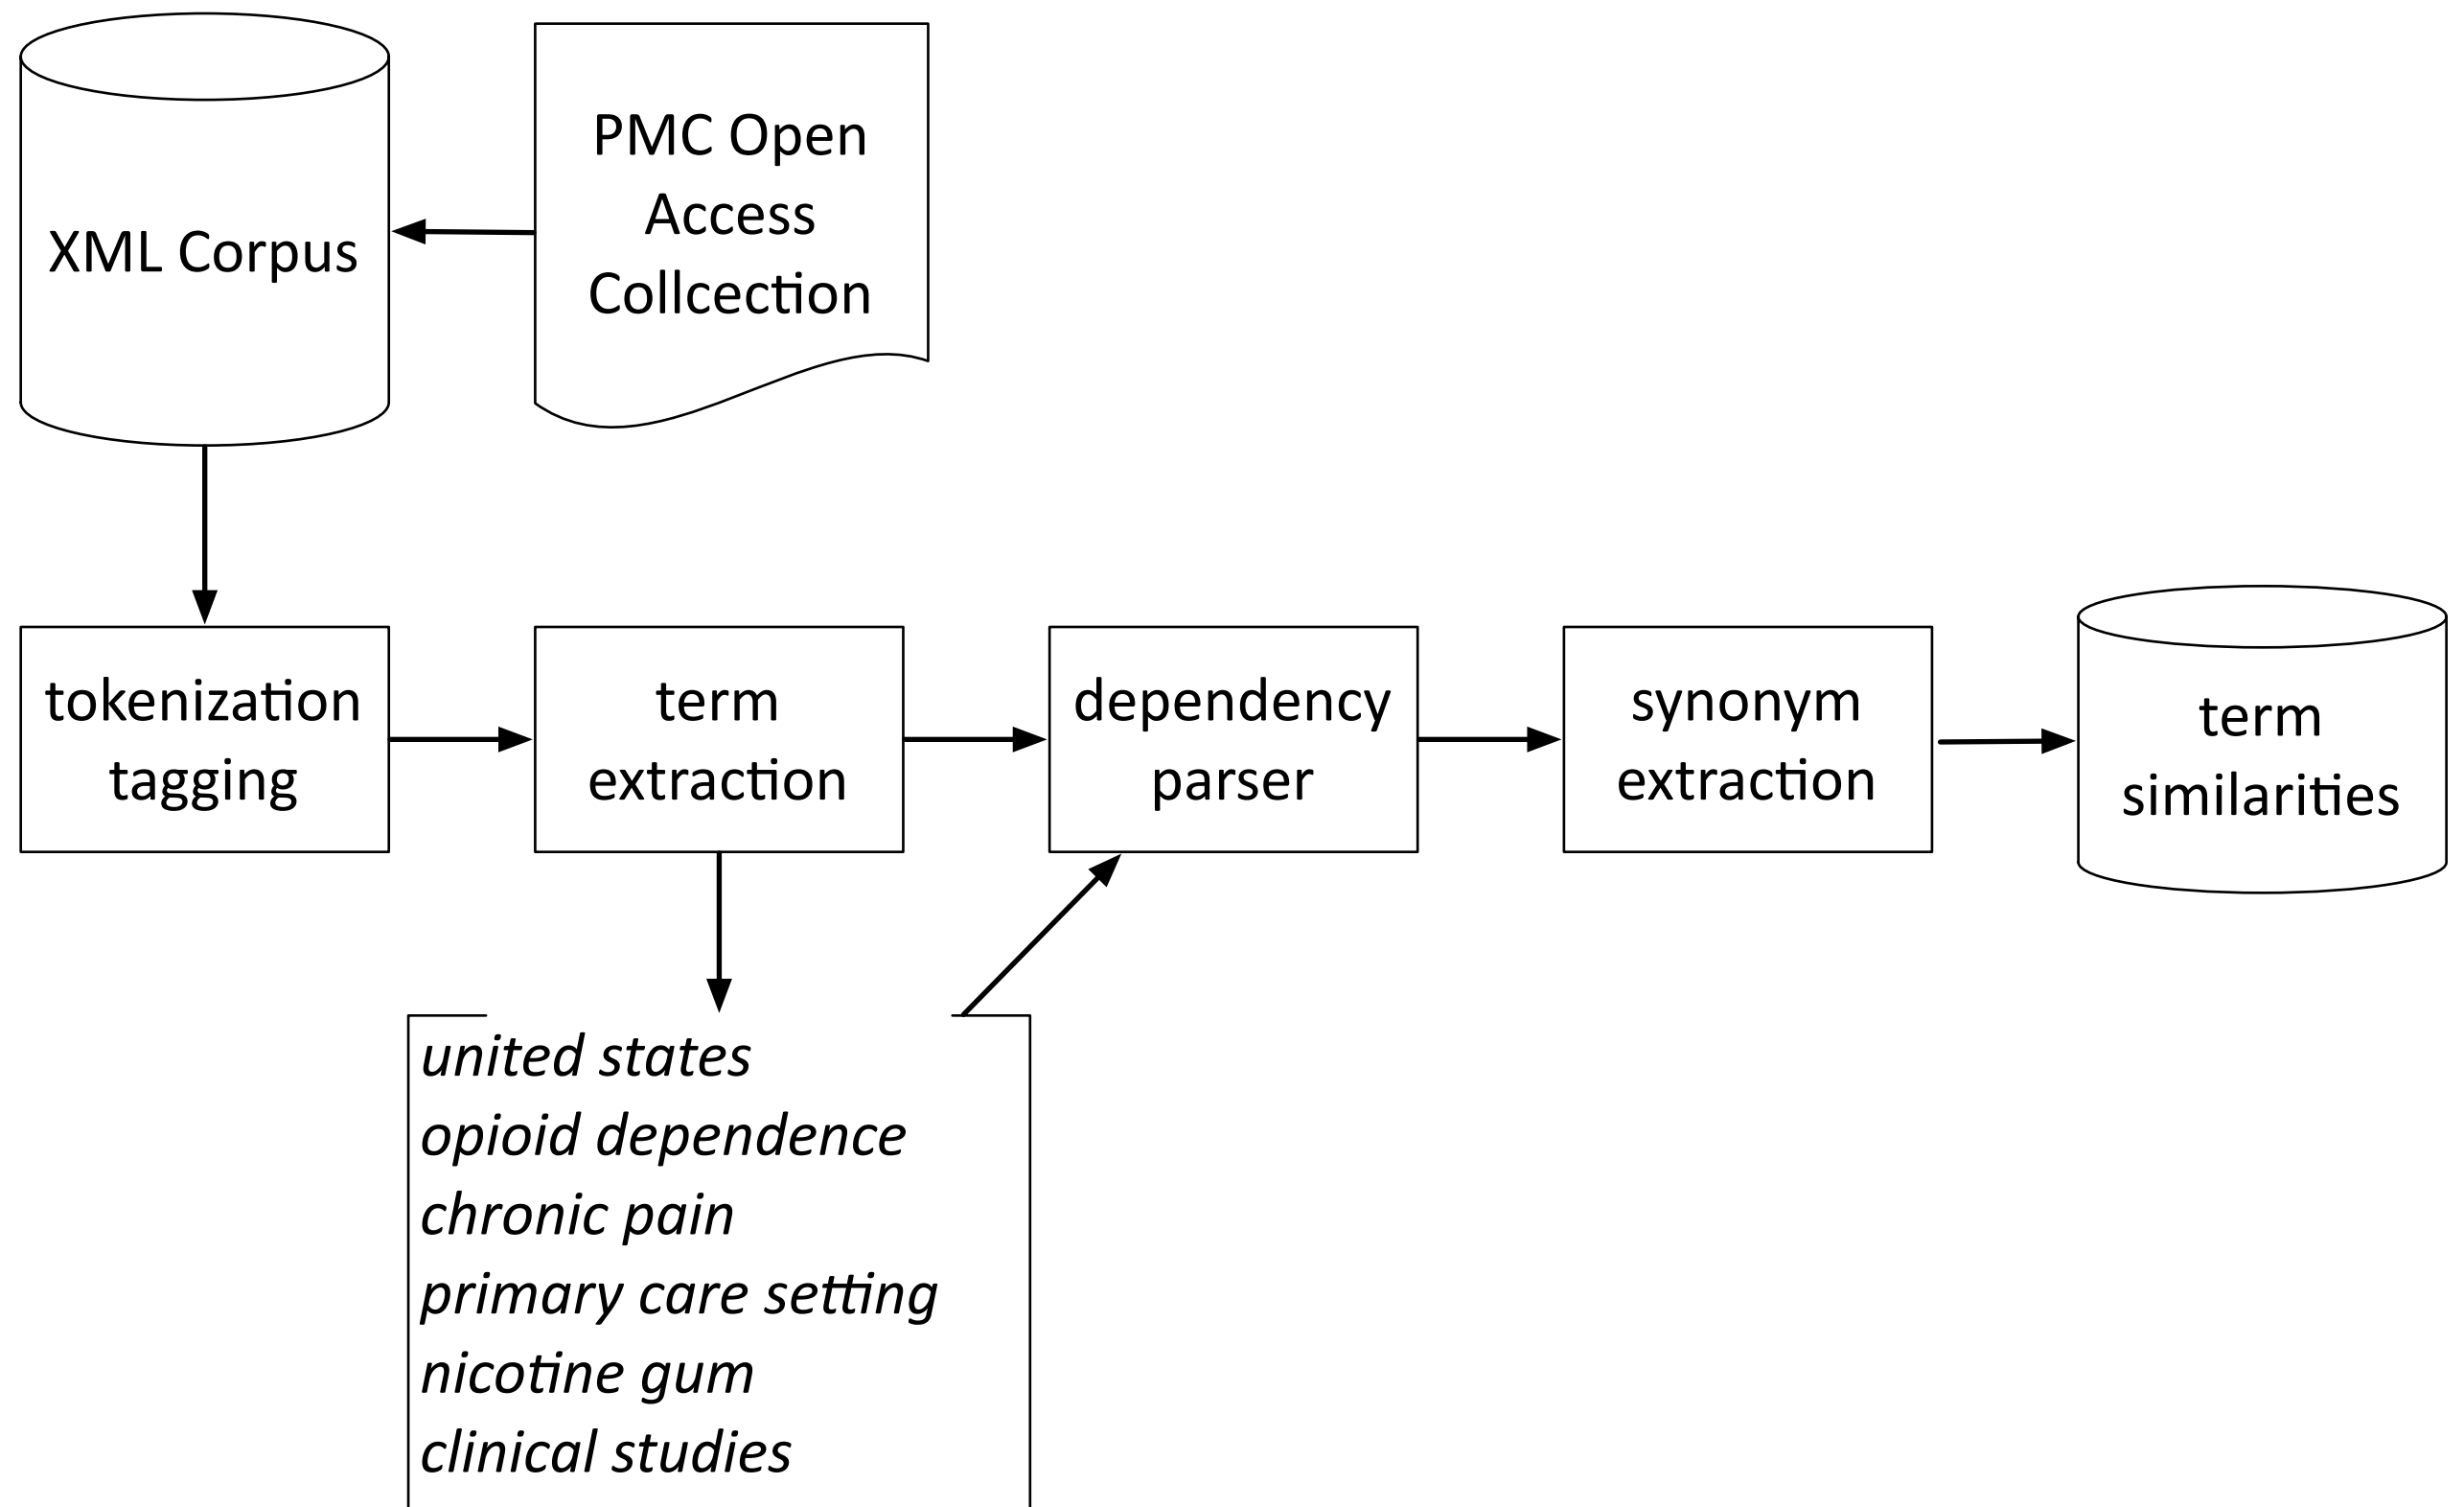 PMC Open
Access
Collcection
XML Corpus
tokenization
tagging
term
extraction
dependency
parser
synonym
extraction
term
similarities
united states
opioid dependence
chronic pain
primary care setting
nicotine gum
clinical studies